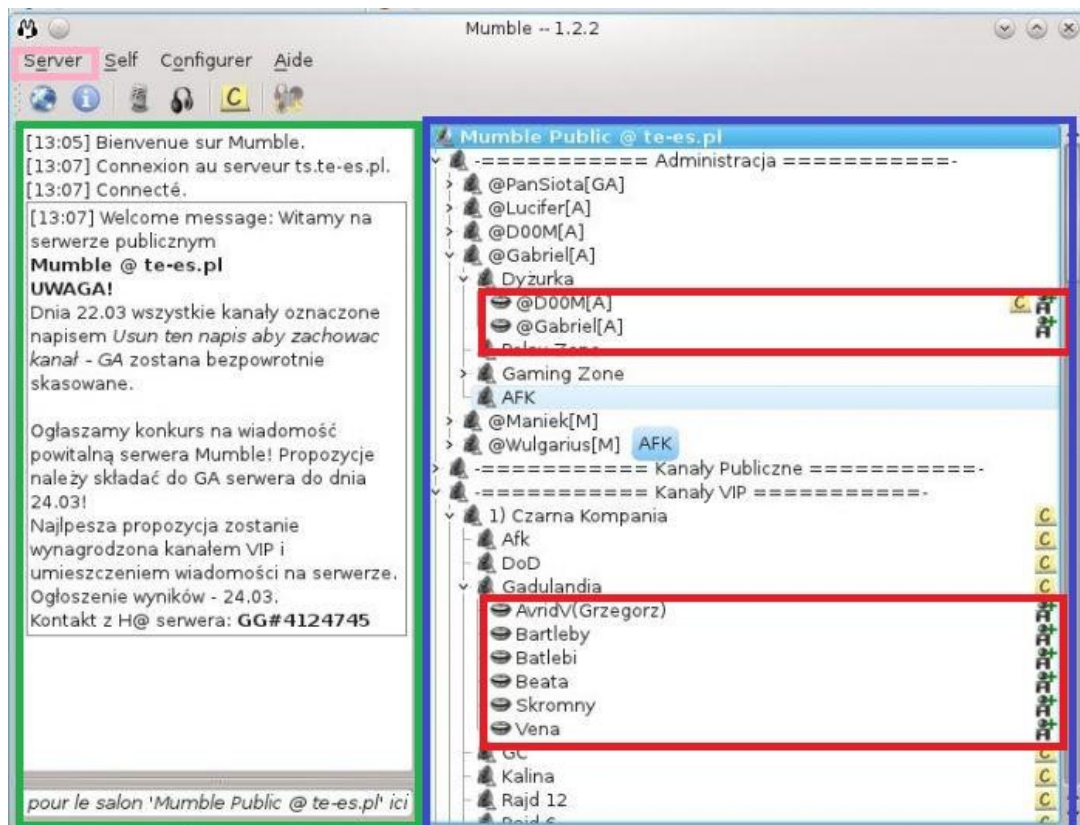 Mumble -- 1.2.2
Server Self Configurer Aide
C
[13:05] Bienvenue sur Mumble.
[13:07] Connexion au serveur ts.te-es.pl.
[13:07] Connecté.
[13:07] Welcome message: Witamy na
serwerze publicznym
Mumble @ te-es.pl
UWAGA!
Dnia 22.03 wszystkie kanały oznaczone
napisem Usun ten napis aby zachowac
kanał - GA zostana bezpowrotnie
skasowane.
Ogłaszamy konkurs na wiadomość
powitalną serwera Mumble! Propozycje
należy składać do GA serwera do dnia
24.03!
Najlpesza propozycja zostanie
wynagrodzona kanałem VIP i
umieszczeniem wiadomości na serwerze.
Ogłoszenie wyników - 24.03.
Kontakt z H@ serwera: GG#4124745
pour le salon 'Mumble Public @ te-es.pl' ici
Mumble Public @ te-es.pl
-=========== Administracja ===========-
@PanSiota[GA]
@Lucifer[A]
@D00M[A]
@Gabriel[A]
Dyżurka
@D00M[A] C
@Gabriel[A]
Zone
Gaming Zone
AFK
@Maniek[M]
@Wulgarius[M] AFK
-=========== Kanały Publiczne ===========-
-=========== Kanały VIP ===========-
1) Czarna Kompania C
Afk C
DoD C
Gadulandia C
AvridV(Grzegorz)
Bartleby
Batlebi
Beata
Skromny
Vena
GC C
Kalina C
Rajd 12 C